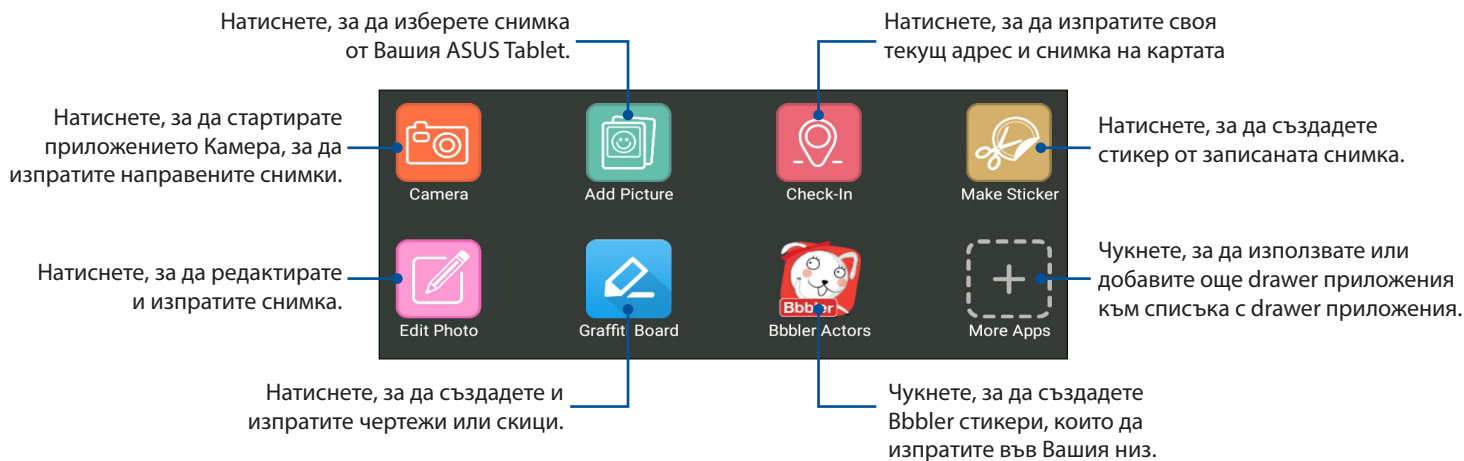 Натиснете, за да изберете снимка
от Вашия ASUS Tablet.
Натиснете, за да изпратите своя
текущ адрес и снимка на картата
Натиснете, за да стартирате
приложението Камера, за да
изпратите направените снимки.
Натиснете, за да създадете
стикер от записаната снимка.
Camera
Add Picture
Check-In
Make Sticker
Натиснете, за да редактирате
и изпратите снимка.
Чукнете, за да използвате или
добавите още drawer приложения
към списъка с drawer приложения.
Bbbler
Edit Photo
Graffiti Board
Bbbler Actors
More Apps
Натиснете, за да създадете и
изпратите чертежи или скици.
Чукнете, за да създадете
Bbbler стикери, които да
изпратите във Вашия низ.